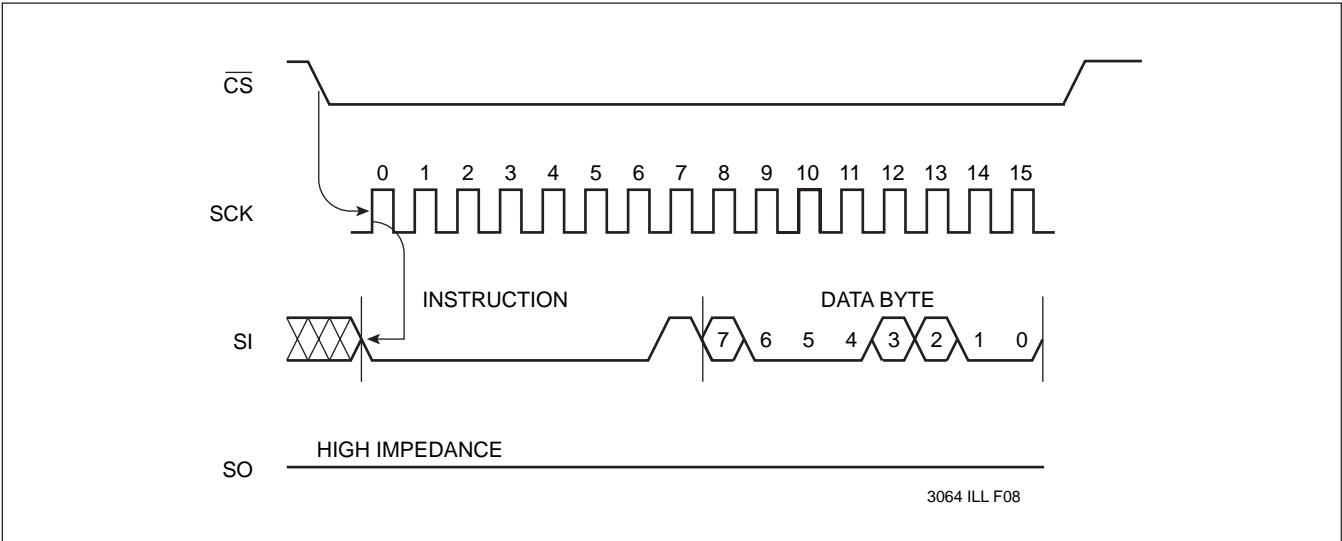 CS
0 1 2 3 4 5 6 7 8 9 10 11 12 13 14 15
SCK
INSTRUCTION DATA BYTE
SI 7 6 5 4 3 2 1 0
HIGH IMPEDANCE
SO
3064 ILL F08